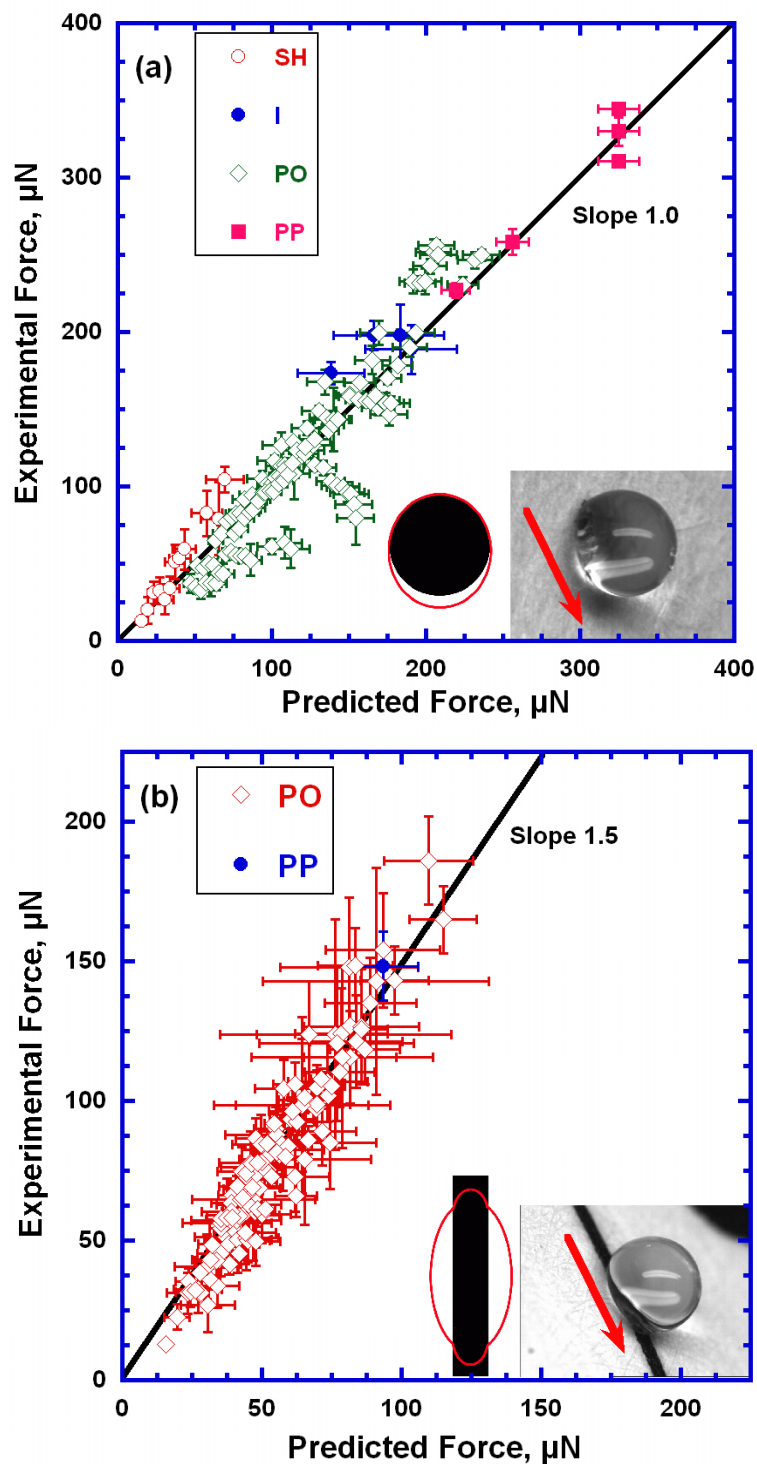 (a)
SH
I
PO
PP
400
300
200
100
0
Experimental Force, µN
Slope 1.0
0 100 200 300 400
Predicted Force, µN
(b)
PO
PP
200
150
100
50
0
Experimental Force, µN
Slope 1.5
0 50 100 150 200
Predicted Force, µN